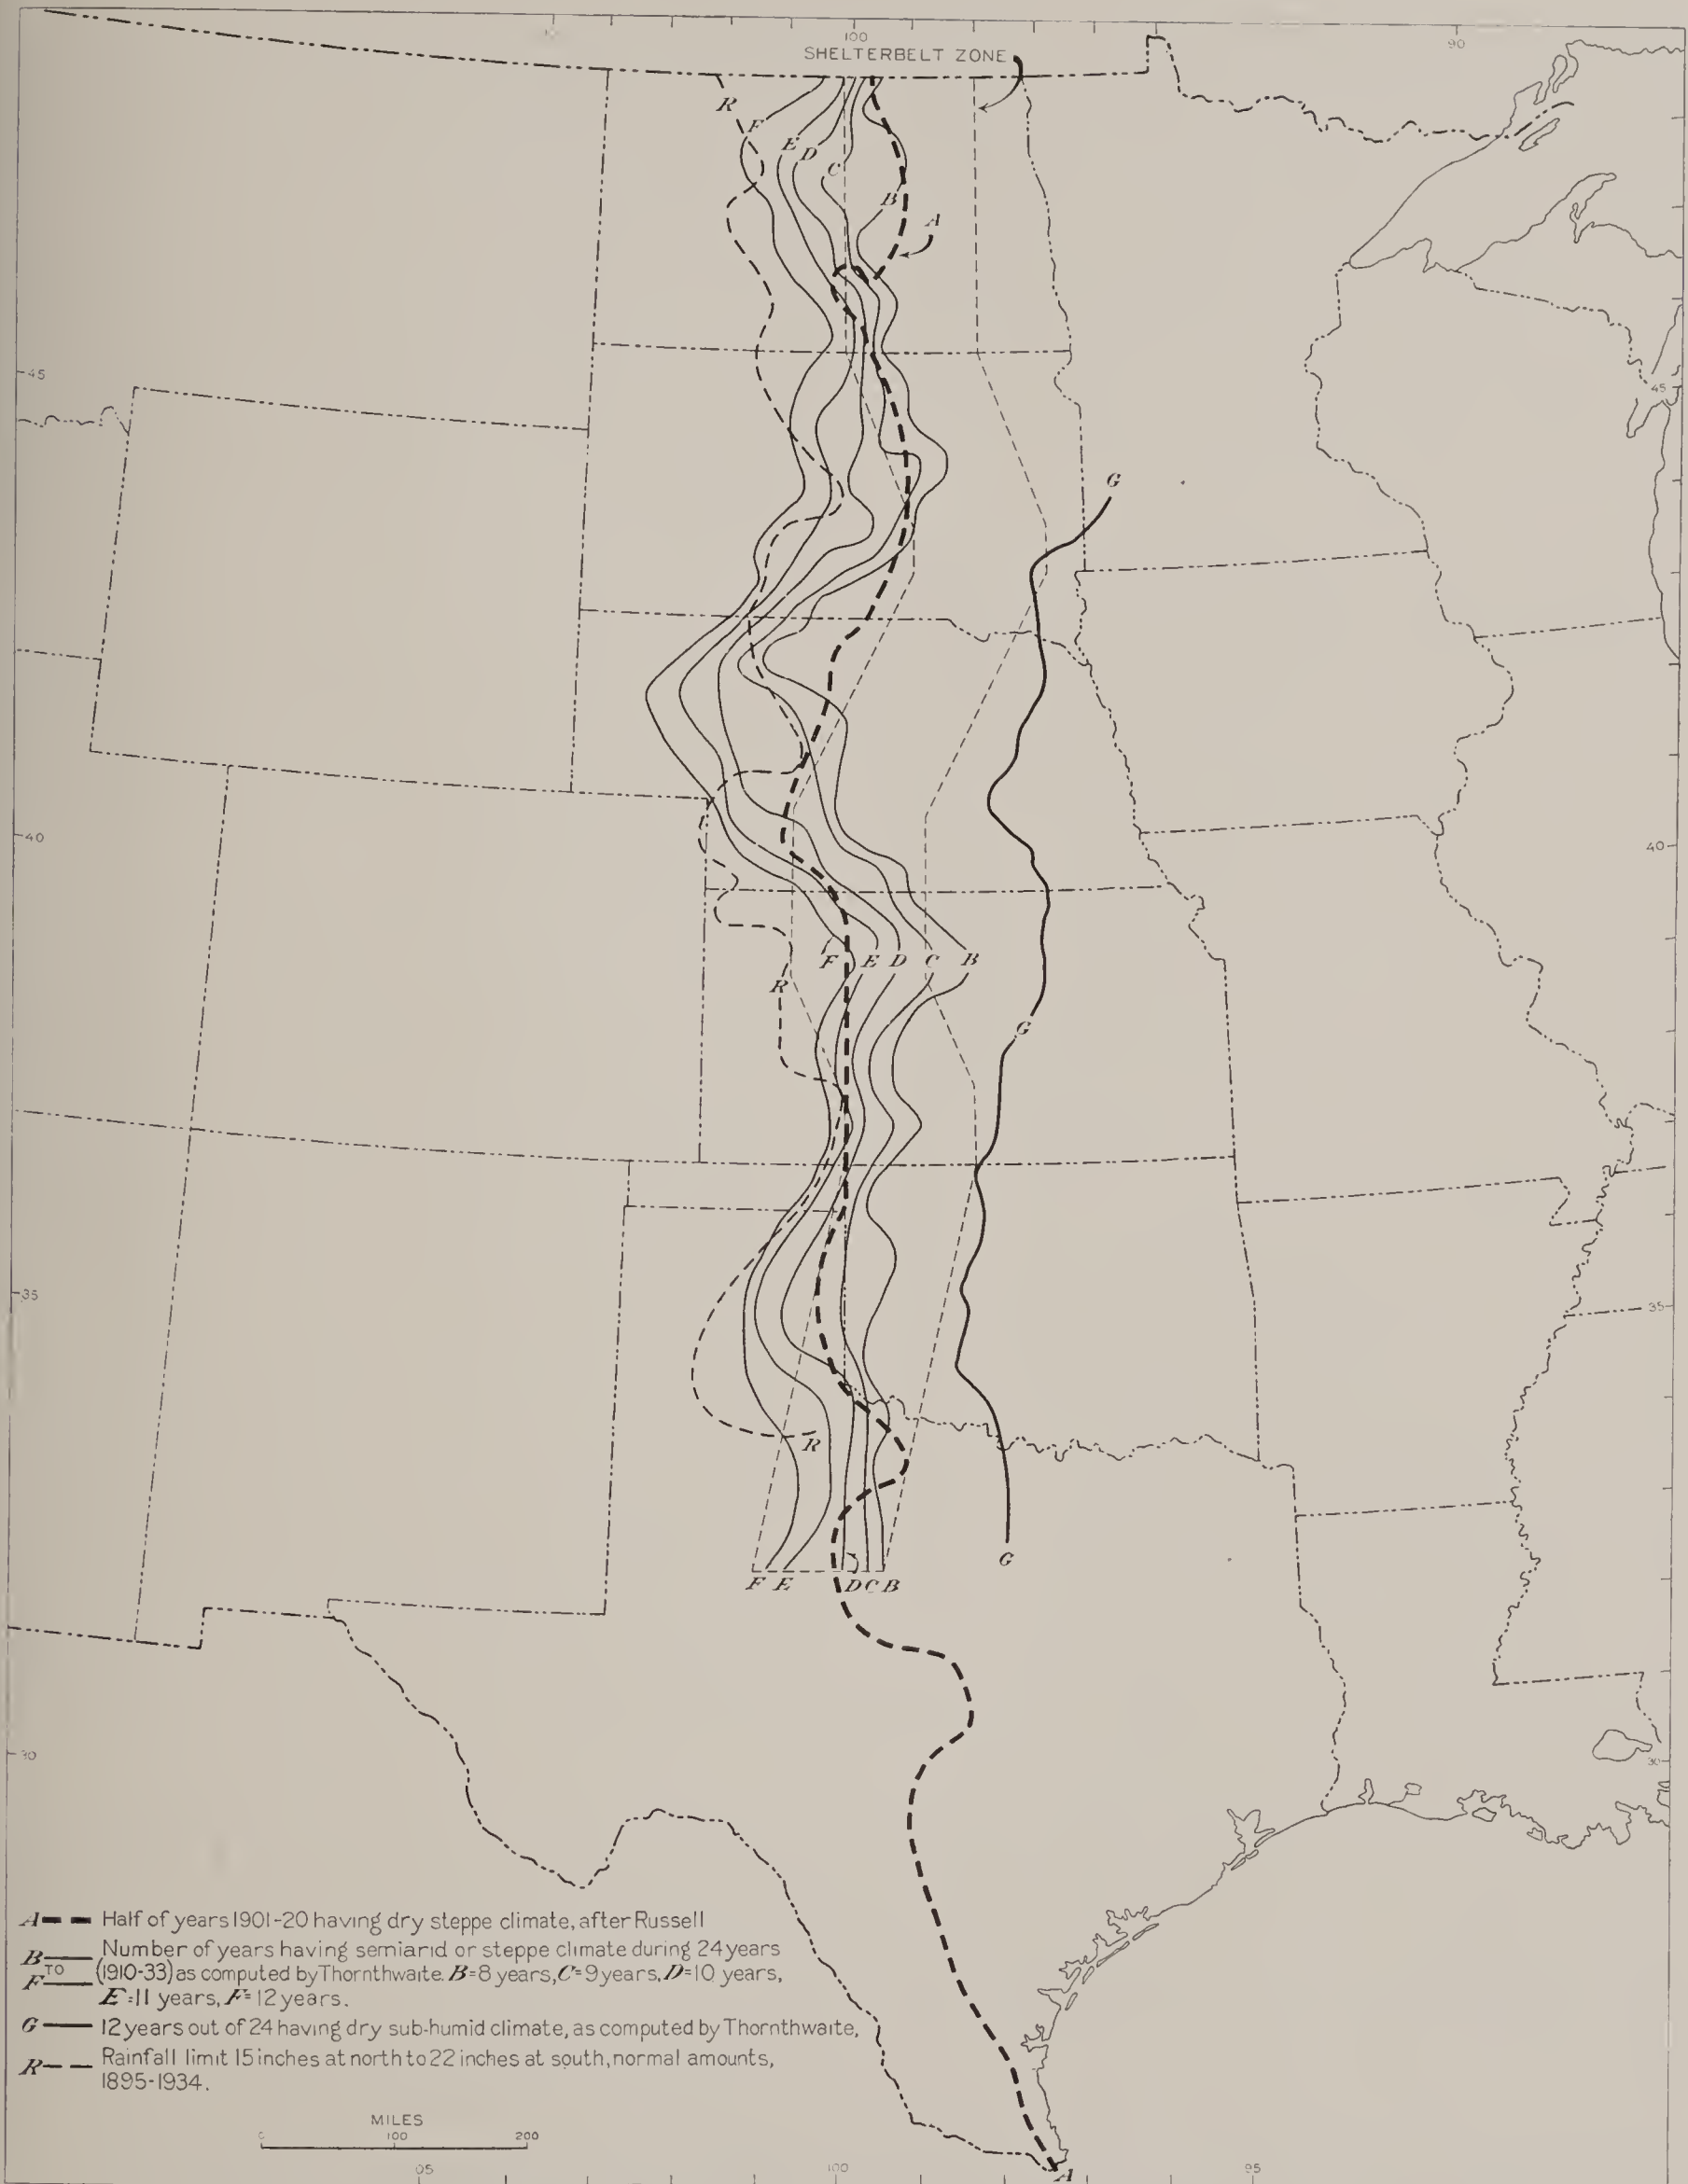 100
90
SHELTERBELT ZONE
R
F
E
D
C
B
A
45
45
G
40
40
F E D C B
R
G
35
35
R
G
F E D C B
30
30
A-- Half of years 1901-20 having dry steppe climate, after Russell
B TO F Number of years having semiarid or steppe climate during 24 years
(1910-33) as computed by Thornthwaite. B=8 years, C=9 years, D=10 years,
E=11 years, F=12 years.
G— 12 years out of 24 having dry sub-humid climate, as computed by Thornthwaite,
R-- Rainfall limit 15 inches at north to 22 inches at south, normal amounts,
1895-1934.
MILES
0 100 200
05 100 95
A